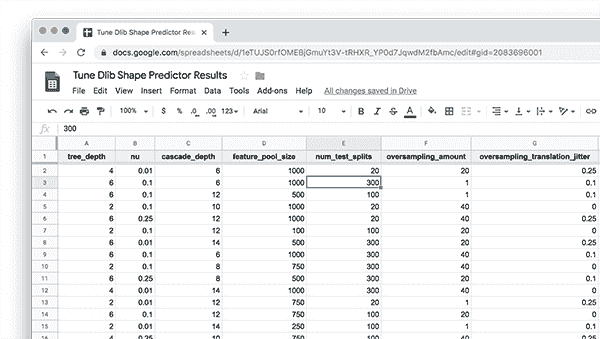 Tune Dlib Shape Predictor Results
docs.google.com/spreadsheets/d/1eTUJS0rfOMEBjGmuYt3V-tRHXR_YP0d7JqwdM2fbAmc/edit#gid=2083696001
Tune Dlib Shape Predictor Results
File Edit View Insert Format Data Tools Add-ons Help All changes saved in Drive
100% $ % .0 .00 123 Arial 10 B I S A
fx 300
A B C D E F G
1 tree_depth nu cascade_depth feature_pool_size num_test_splits oversampling_amount oversampling_translation_jitter
2 4 0.01 6 1000 20 20 0.25
3 6 0.1 6 1000 300 1 0.1
4 6 0.1 12 500 100 1 0.1
5 2 0.1 10 1000 20 40 0
6 6 0.25 12 1000 20 40 0.25
7 2 0.1 12 100 100 20 0
8 6 0.01 14 500 300 20 0.25
9 6 0.1 6 1000 300 40 0.1
10 2 0.1 8 750 300 40 0
11 6 0.25 8 500 300 20 0.1
12 4 0.01 14 1000 300 40 0
13 2 0.01 12 750 20 1 0.25
14 6 0.01 12 750 100 20 0.1
15 2 0.01 14 250 100 1 0.1
16 4 0.25 10 750 100 40 0.25